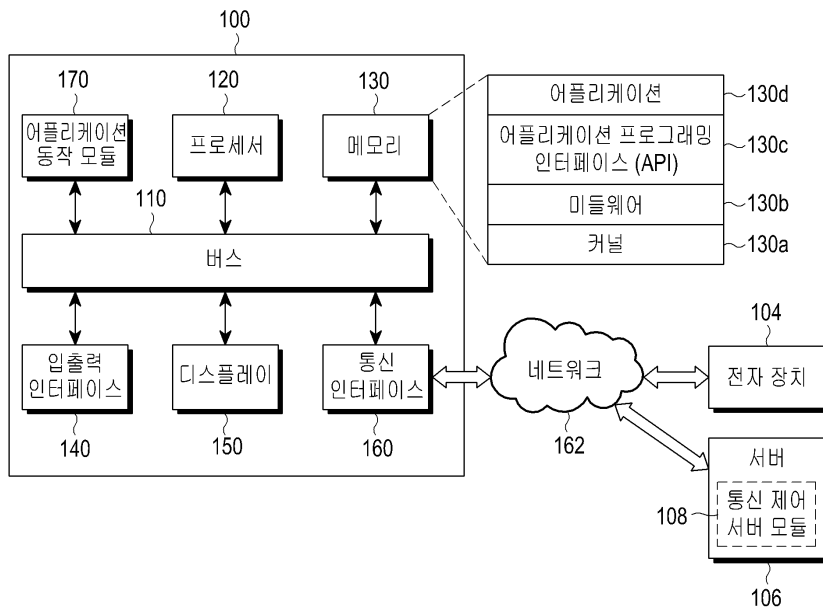 100
170
120
130
어플리케이션
동작 모듈
프로세서
메모리
어플리케이션
130d
어플리케이션 프로그래밍
인터페이스 (API)
130c
미들웨어
130b
커널
130a
110
버스
입출력
인터페이스
디스플레이
통신
인터페이스
140
150
160
네트워크
162
104
전자 장치
서버
108
통신 제어
서버 모듈
106